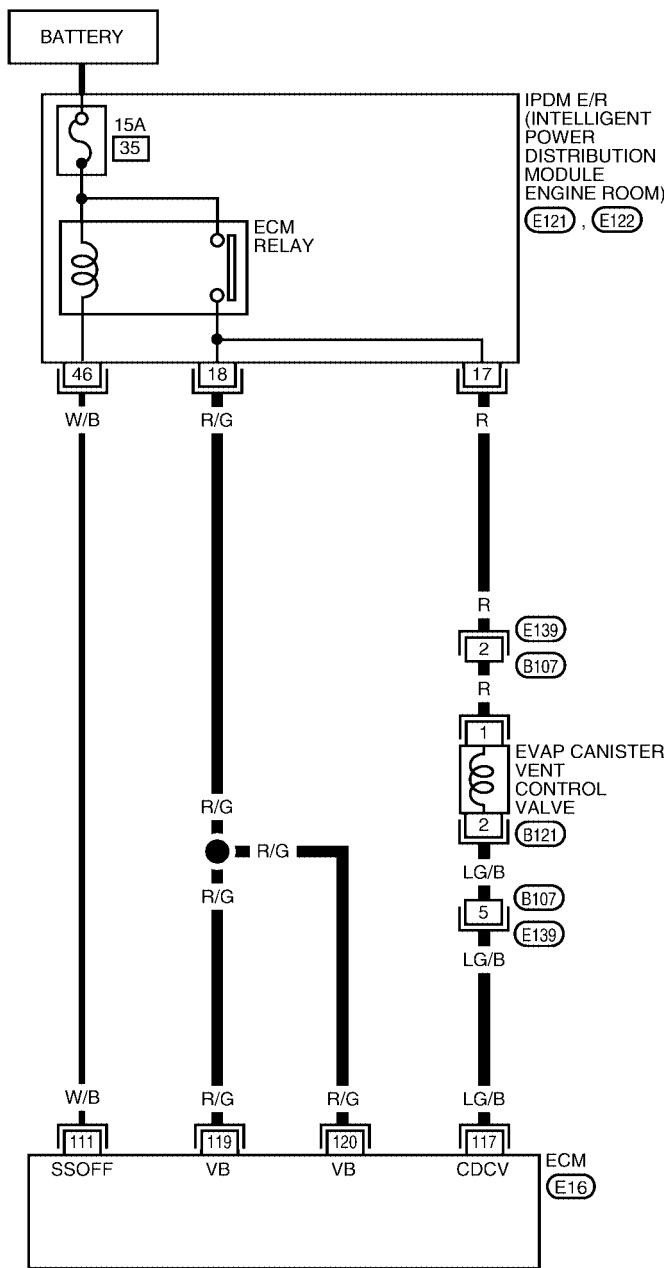 BATTERY
15A
35
IPDM E/R
(INTELLIGENT
POWER
DISTRIBUTION
MODULE
ENGINE ROOM)
E121 , E122
ECM
RELAY
46 18 17
W/B R/G R
R
E139
2
B107
R
1
EVAP CANISTER
VENT
CONTROL
VALVE
2
B121
R/G
R/G
R/G
LG/B
B107
5
E139
LG/B
W/B R/G R/G LG/B
111 119 120 117
SSOFF VB VB CDCV
ECM
E16